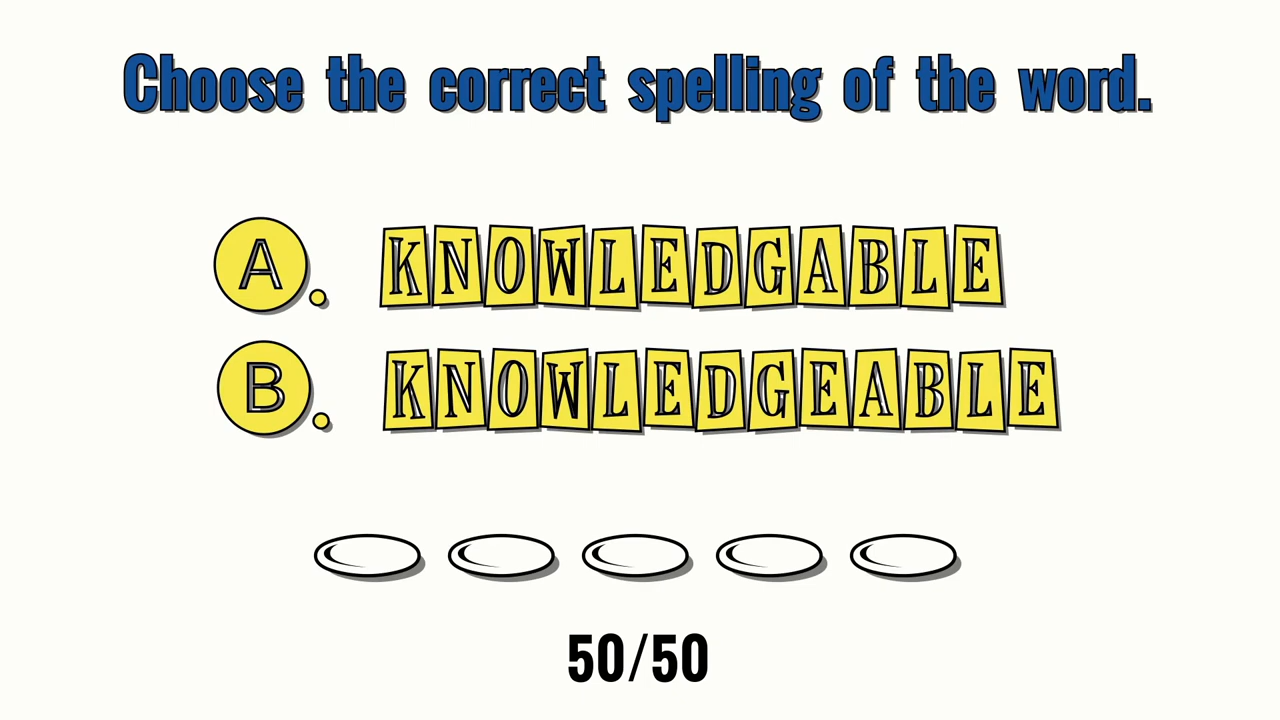 Choose the correct spelling of the word.
A. KNOWLEDGABLE
B. KNOWLEDGEABLE
50/50